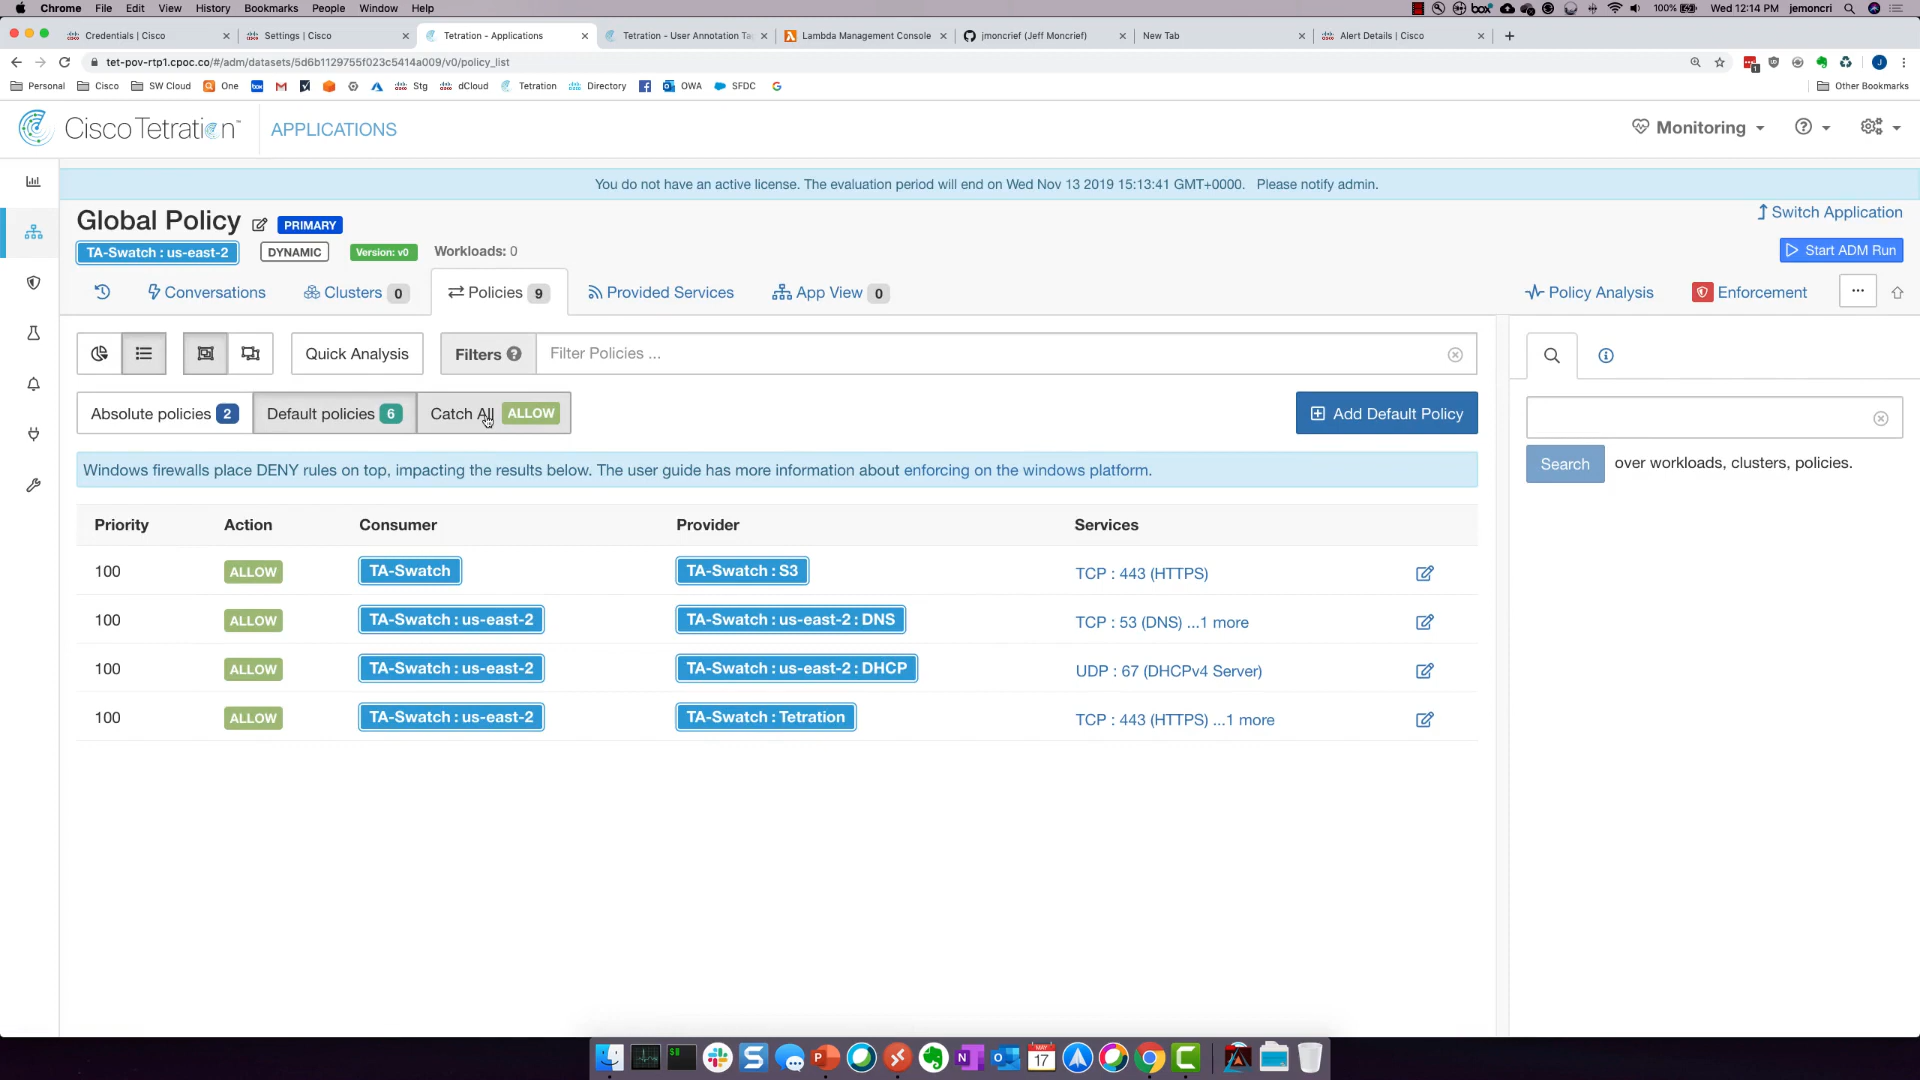 Chrome File Edit View History Bookmarks People Window Help 100% Wed 12:14 PM jemoncri
Credentials | Cisco Settings | Cisco Tetration - Applications Tetration - User Annotation Ta Lambda Management Console jmoncrief (Jeff Moncrief) New Tab Alert Details | Cisco
tet-pov-rtp1.cpoc.co/#/adm/datasets/5d6b1129755f023c5414a009/v0/policy_list
Personal Cisco SW Cloud One Stg dCloud Tetration Directory OWA SFDC Other Bookmarks
Cisco Tetration™ APPLICATIONS Monitoring
You do not have an active license. The evaluation period will end on Wed Nov 13 2019 15:13:41 GMT+0000. Please notify admin.
Global Policy PRIMARY Switch Application
TA-Swatch : us-east-2 DYNAMIC Version: v0 Workloads: 0 Start ADM Run
Conversations Clusters 0 Policies 9 Provided Services App View 0 Policy Analysis Enforcement ...
Quick Analysis Filters ? Filter Policies ...
Absolute policies 2 Default policies 6 Catch All ALLOW Add Default Policy
Windows firewalls place DENY rules on top, impacting the results below. The user guide has more information about enforcing on the windows platform.
Search over workloads, clusters, policies.
Priority Action Consumer Provider Services
100 ALLOW TA-Swatch TA-Swatch : S3 TCP : 443 (HTTPS)
100 ALLOW TA-Swatch : us-east-2 TA-Swatch : us-east-2 : DNS TCP : 53 (DNS) ...1 more
100 ALLOW TA-Swatch : us-east-2 TA-Swatch : us-east-2 : DHCP UDP : 67 (DHCPv4 Server)
100 ALLOW TA-Swatch : us-east-2 TA-Swatch : Tetration TCP : 443 (HTTPS) ...1 more
MAY
17